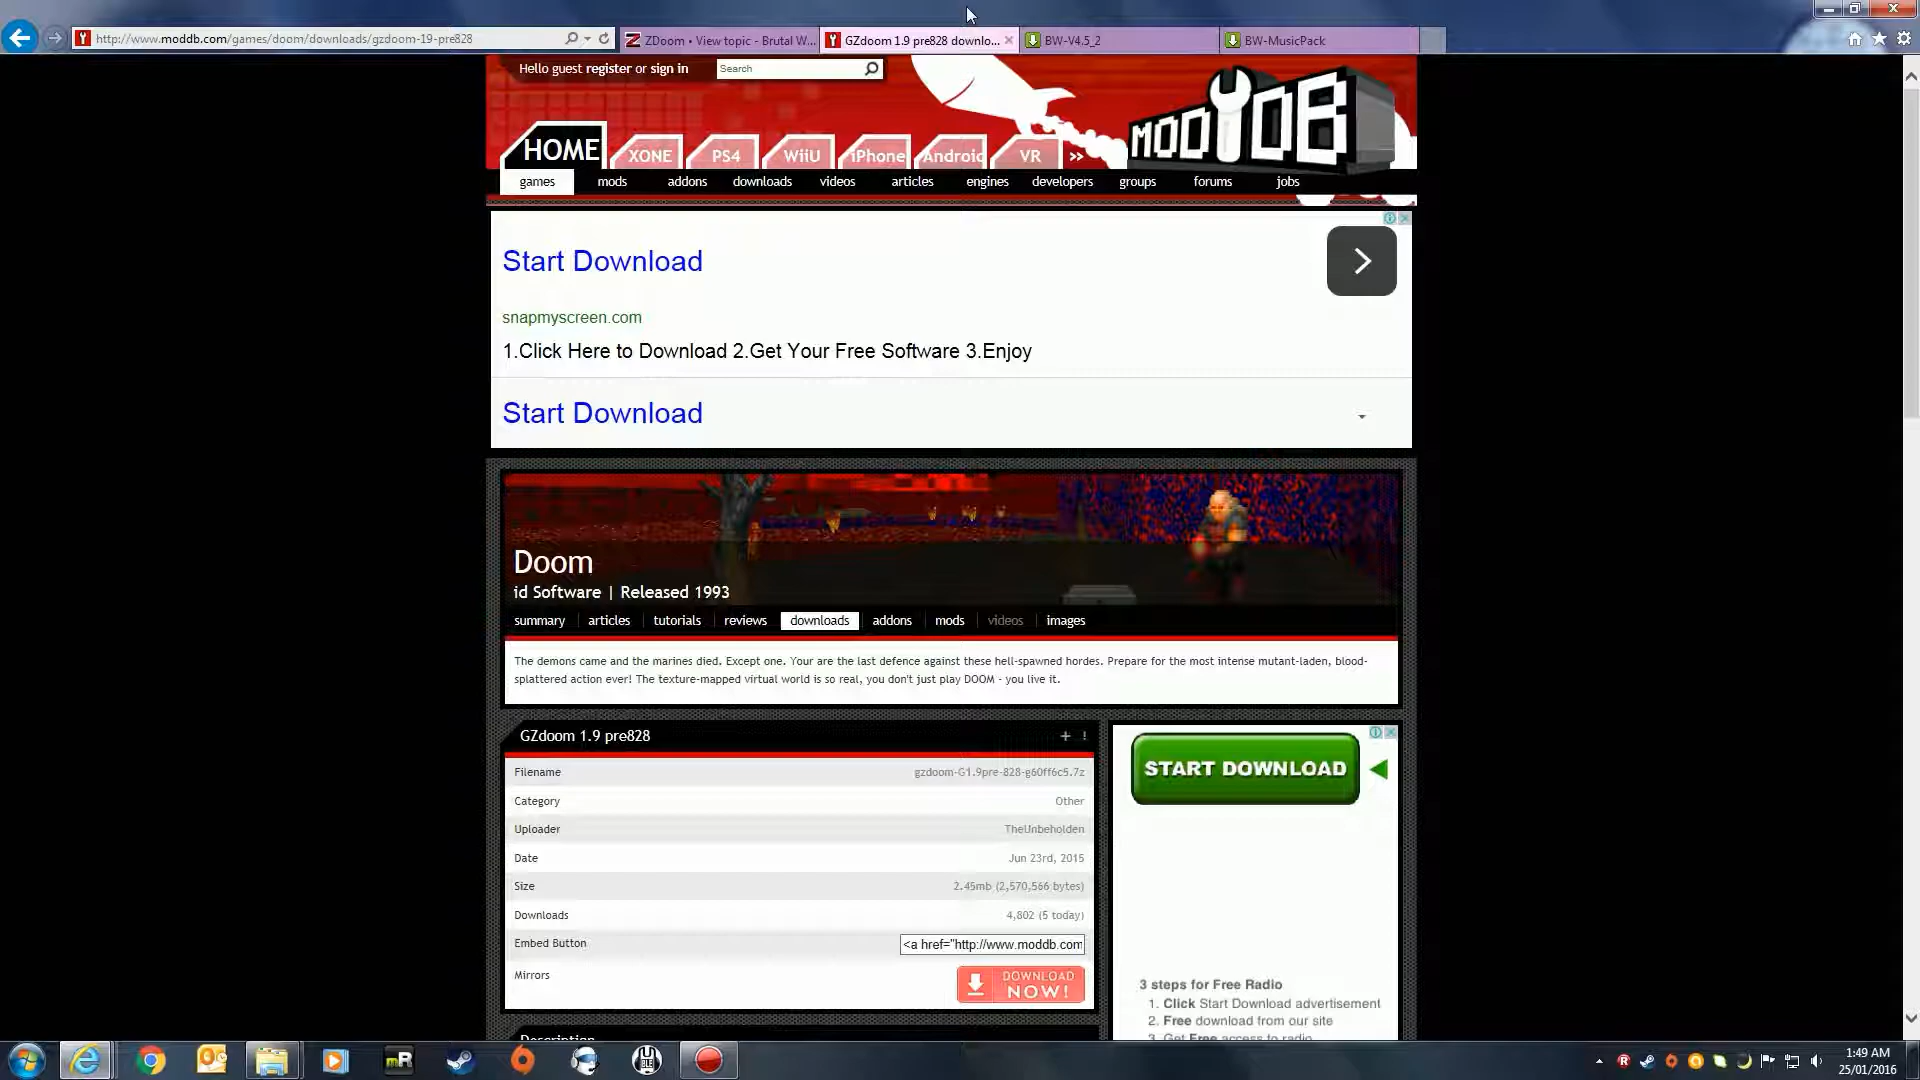 http://www.moddb.com/games/doom/downloads/gzdoom-19-pre828
ZDoom • View topic - Brutal W...
GZdoom 1.9 pre828 downlo...
BW-V4.5_2
BW-MusicPack
Hello guest register or sign in
Search
MOD DB
HOME
XONE
PS4
WiiU
iPhone
Android
VR
»
games
mods
addons
downloads
videos
articles
engines
developers
groups
forums
jobs
Start Download
snapmyscreen.com
1.Click Here to Download 2.Get Your Free Software 3.Enjoy
Start Download
Doom
id Software | Released 1993
summary
articles
tutorials
reviews
downloads
addons
mods
videos
images
The demons came and the marines died. Except one. Your are the last defence against these hell-spawned hordes. Prepare for the most intense mutant-laden, blood-
splattered action ever! The texture-mapped virtual world is so real, you don't just play DOOM - you live it.
GZdoom 1.9 pre828
+ !
Filename gzdoom-G1.9pre-828-g60ff6c5.7z
Category Other
Uploader TheUnbeholden
Date Jun 23rd, 2015
Size 2.45mb (2,570,566 bytes)
Downloads 4,802 (5 today)
Embed Button <a href="http://www.moddb.com
Mirrors
DOWNLOAD
NOW!
Description
START DOWNLOAD
3 steps for Free Radio
1. Click Start Download advertisement
2. Free download from our site
3. Get Free access to radio
mR
1:49 AM
25/01/2016